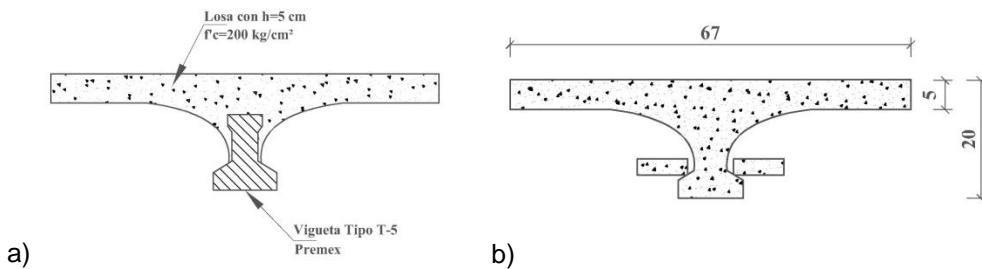 Losa con h=5 cm
f'c=200 kg/cm²
Vigueta Tipo T-5
Premex
a)
67
5
20
b)